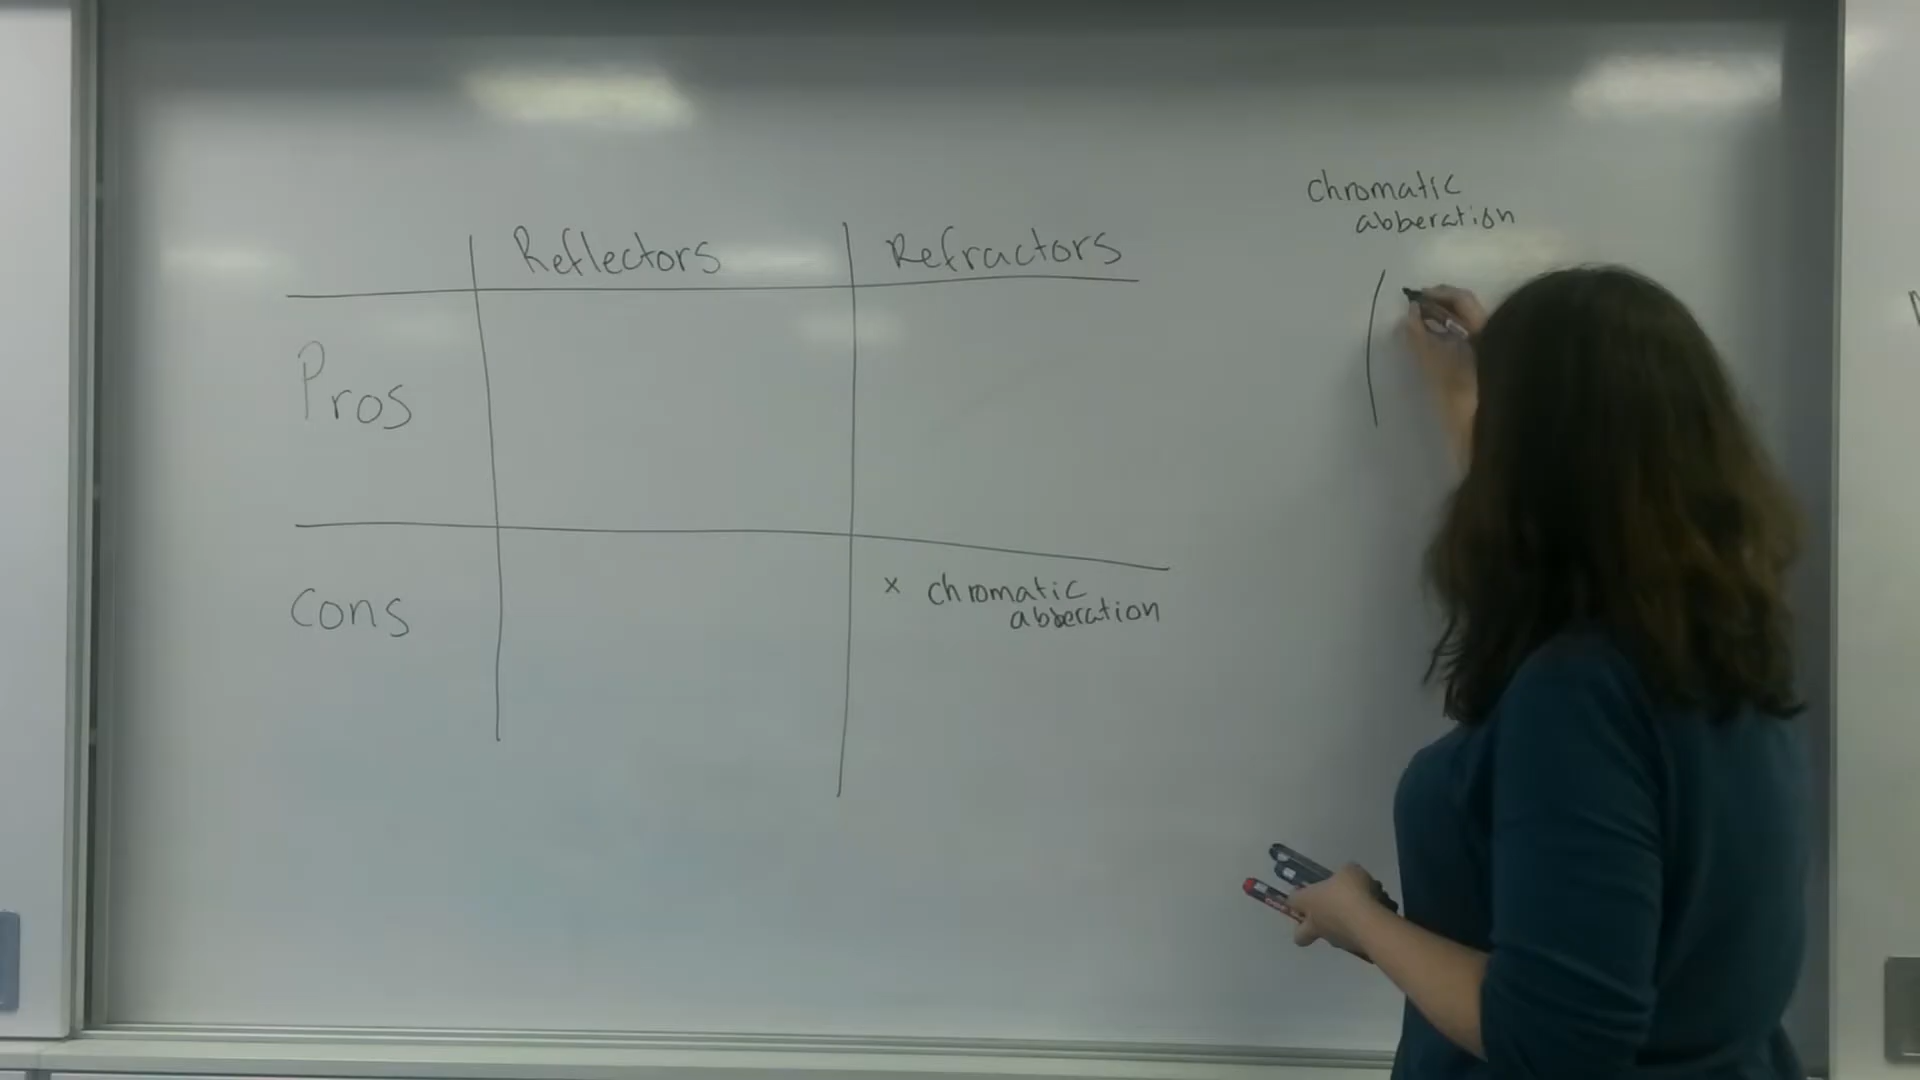 Reflectors
Refractors
Pros
Cons
x chromatic
abberation
chromatic
abberation